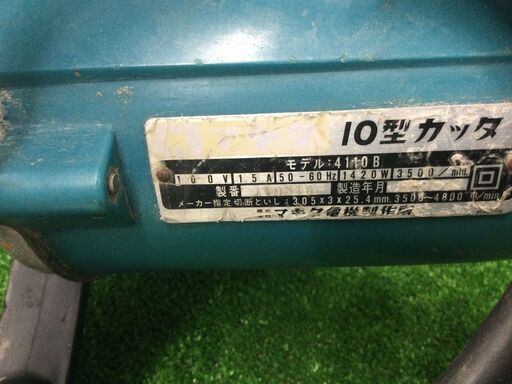 10型カッタ
モデル:4110B
100V 15A 50-60Hz 1420W 3500/min
製番 製造年月
メーカー指定切断といし:305×3×25.4mm.3500~4800m/min
マキタ電機製作所